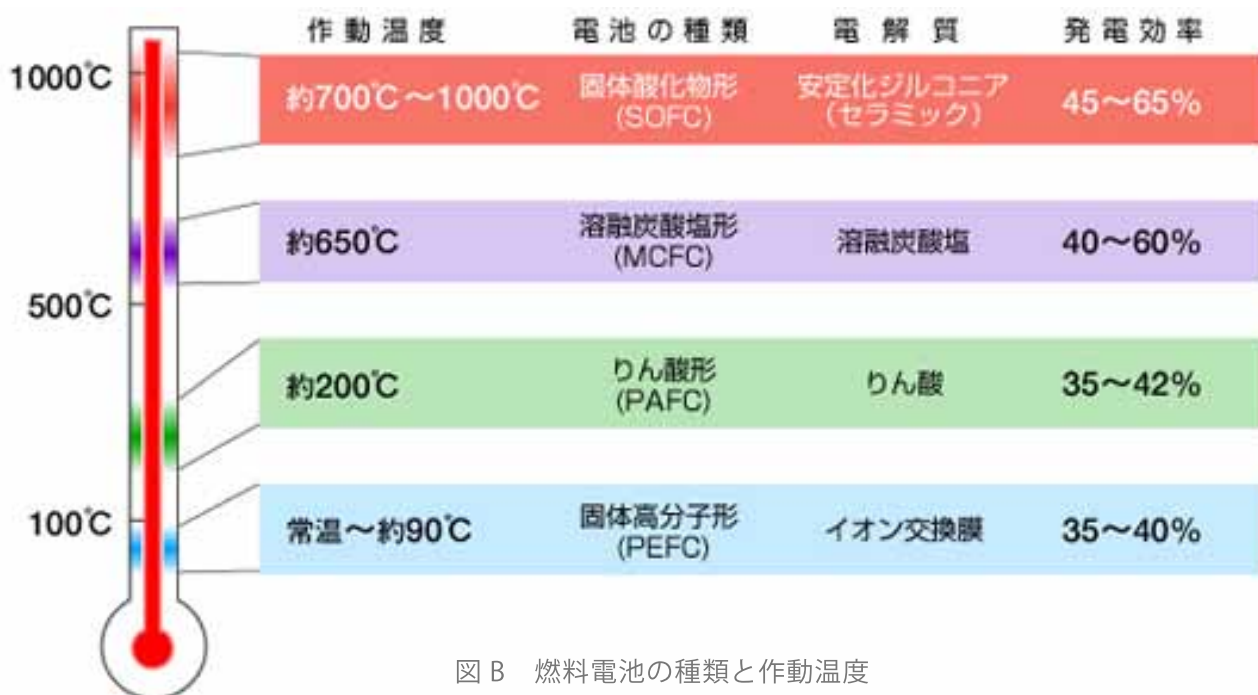 作動温度 電池の種類 電解質 発電効率
1000℃
約700℃～1000℃ 固体酸化物形 安定化ジルコニア 45～65%
(SOFC) （セラミック）
約650℃ 溶融炭酸塩形 溶融炭酸塩 40～60%
(MCFC)
500℃
約200℃ りん酸形 りん酸 35～42%
(PAFC)
100℃
常温～約90℃ 固体高分子形 イオン交換膜 35～40%
(PEFC)
図 B 燃料電池の種類と作動温度